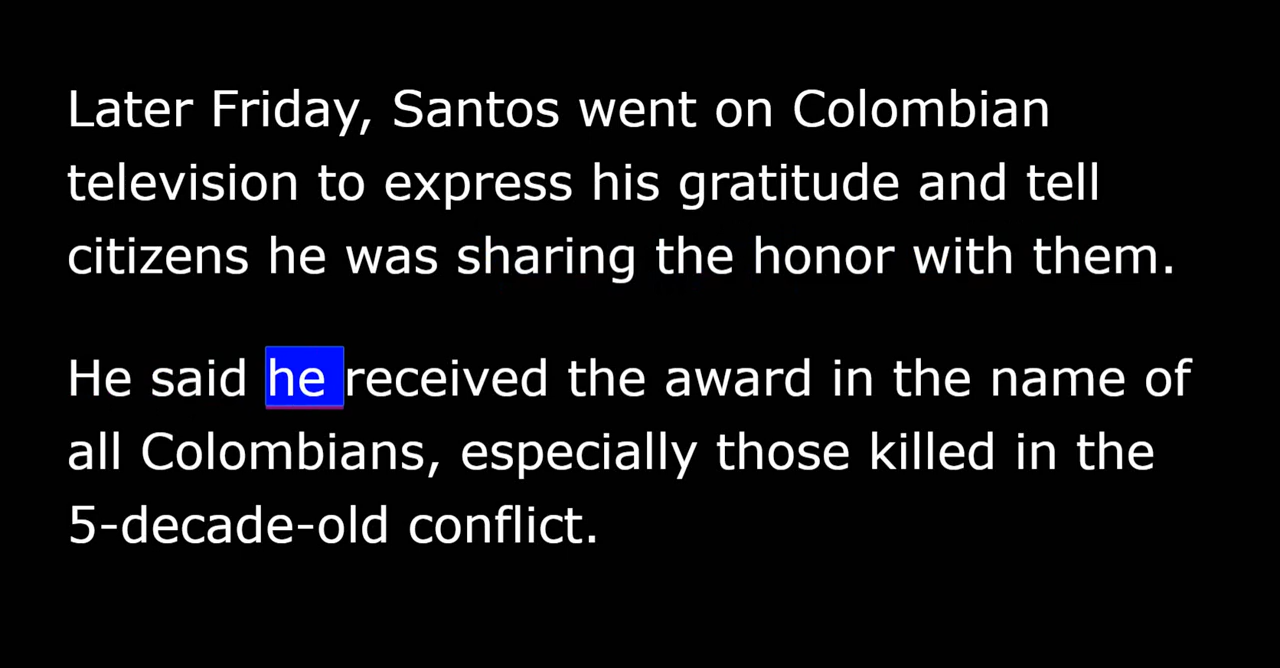 Later Friday, Santos went on Colombian
television to express his gratitude and tell
citizens he was sharing the honor with them.
He said he received the award in the name of
all Colombians, especially those killed in the
5-decade-old conflict.